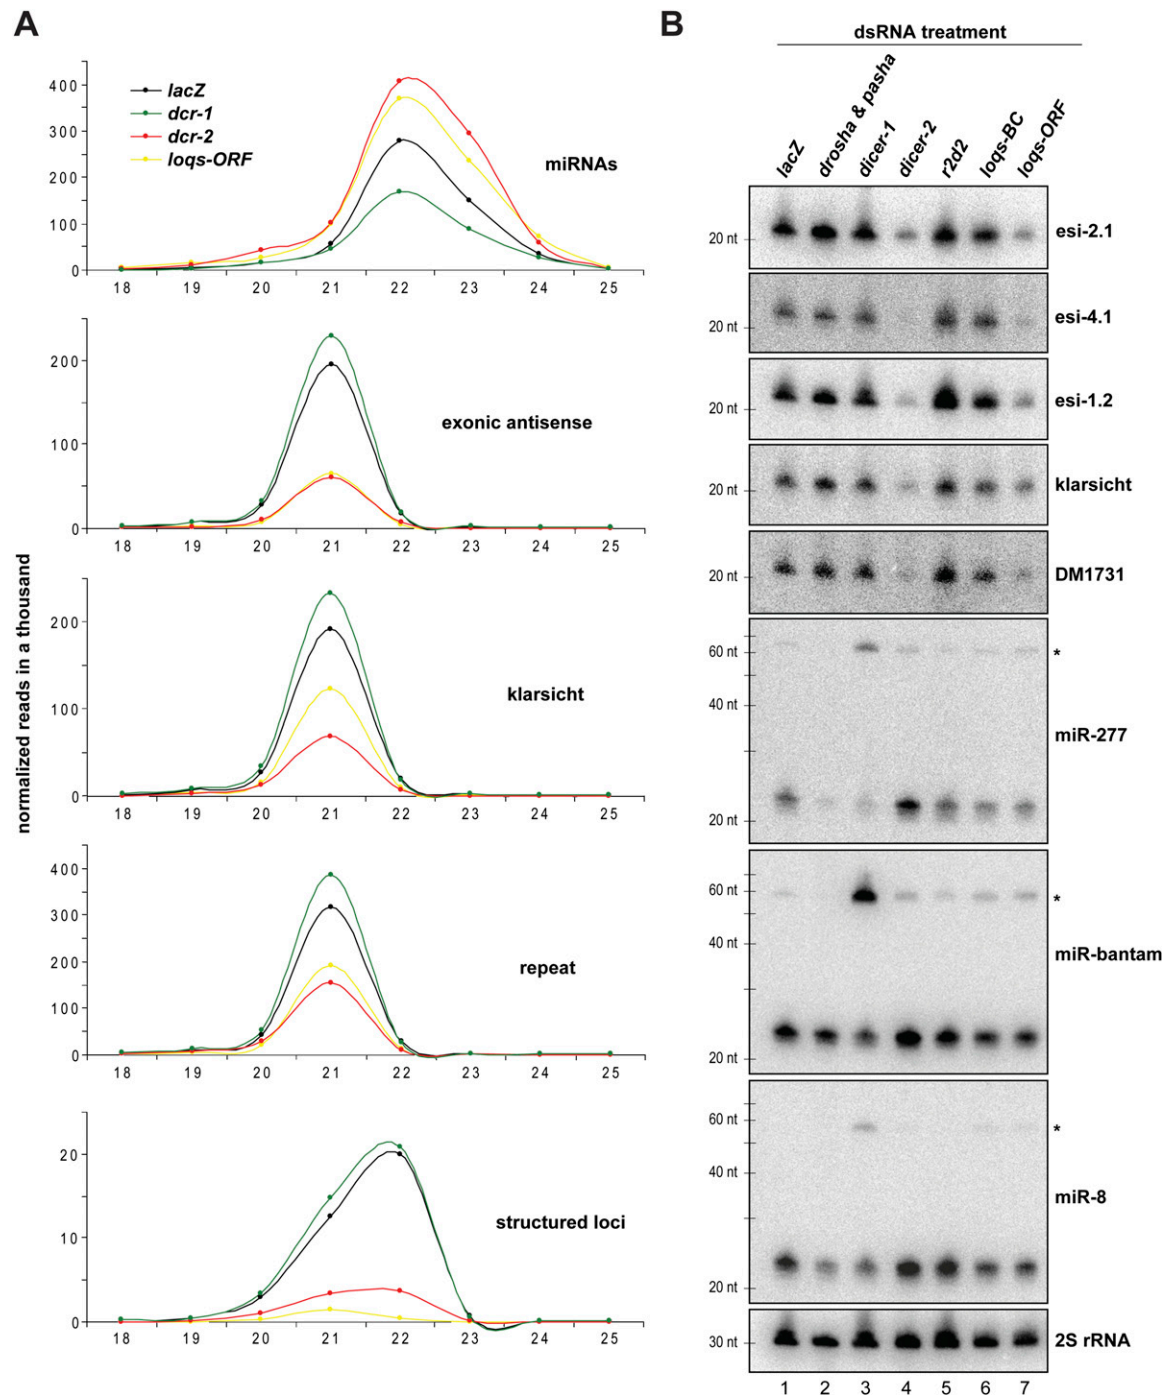 A
lacZ
dcr-1
dcr-2
loqs-ORF
400
300
200
100
0
miRNAs
18 19 20 21 22 23 24 25
200
100
0
exonic antisense
18 19 20 21 22 23 24 25
200
100
0
klarsicht
18 19 20 21 22 23 24 25
400
300
200
100
0
repeat
18 19 20 21 22 23 24 25
20
10
0
structured loci
18 19 20 21 22 23 24 25
normalized reads in a thousand
B
dsRNA treatment
lacZ
drosha & pasha
dicer-1
dicer-2
r2d2
loqs-BC
loqs-ORF
20 nt esi-2.1
20 nt esi-4.1
20 nt esi-1.2
20 nt klarsicht
20 nt DM1731
60 nt *
40 nt
miR-277
20 nt
60 nt *
40 nt
miR-bantam
20 nt
60 nt *
40 nt
miR-8
20 nt
30 nt 2S rRNA
1 2 3 4 5 6 7